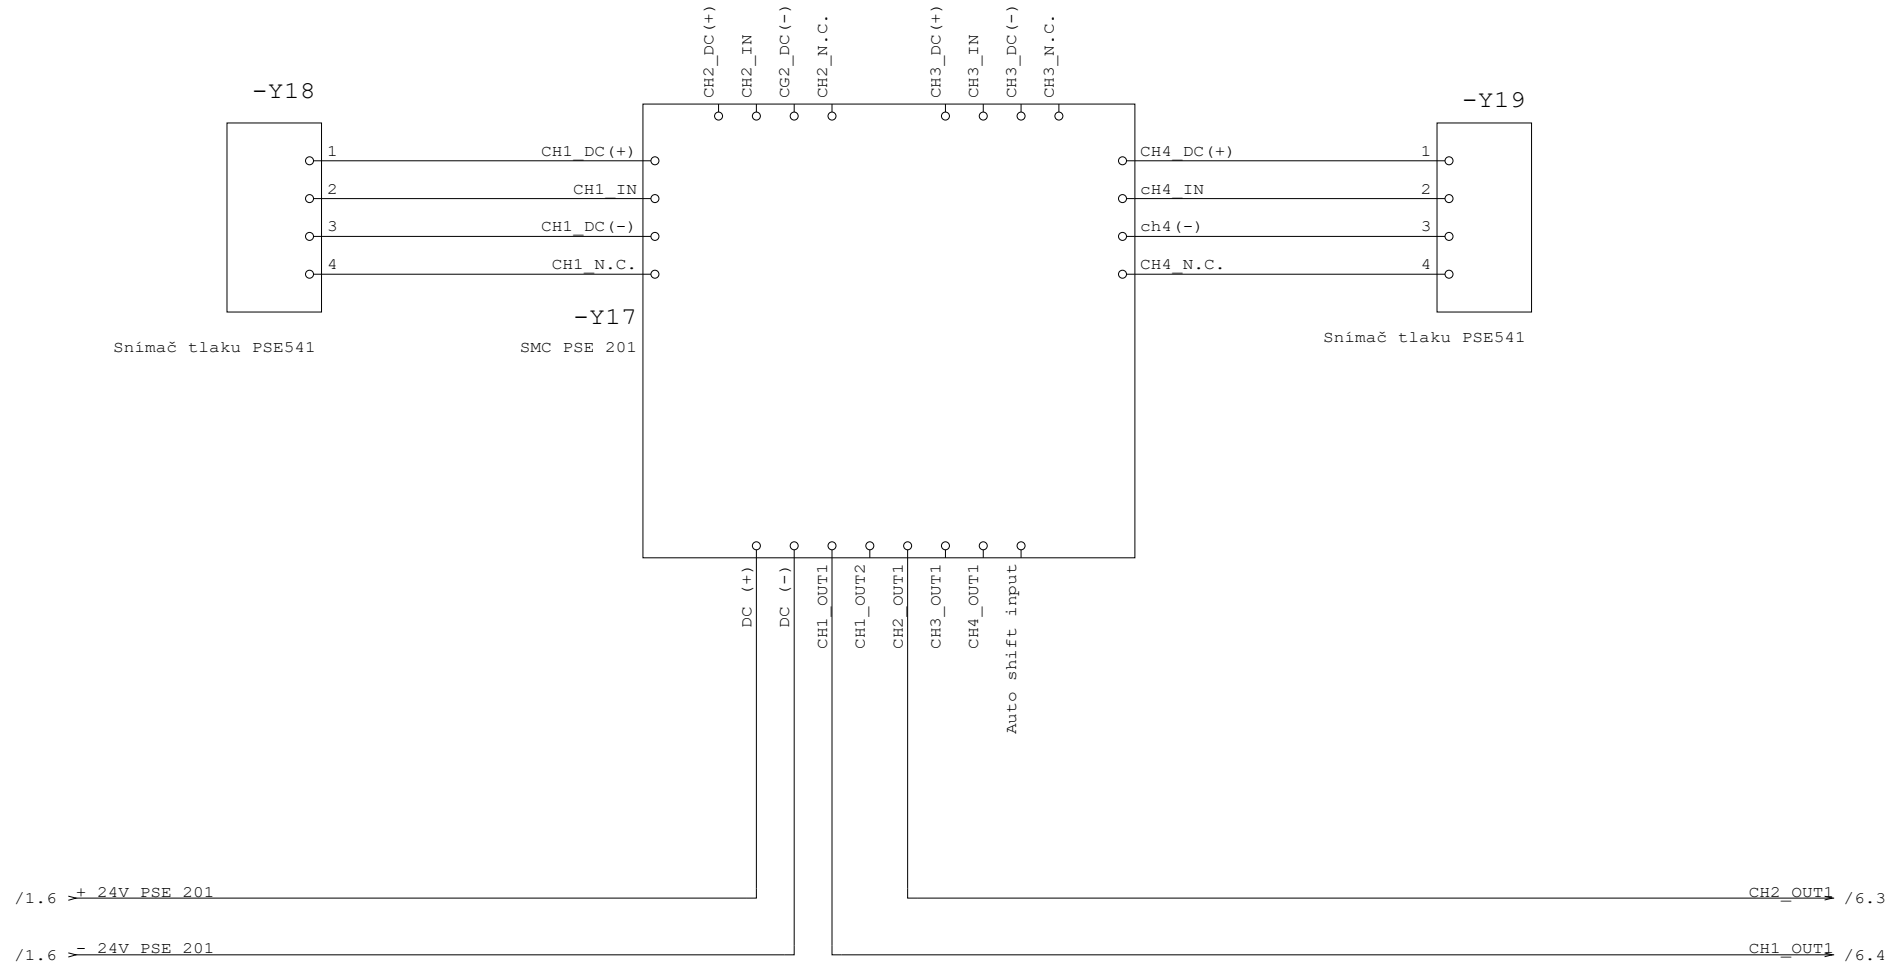 CH2_DC(+)
CH2_IN
CG2_DC(-)
CH2_N.C.
CH3_DC(+)
CH3_IN
CH3_DC(-)
CH3_N.C.
-Y18
-Y19
1
CH1_DC(+)
CH4_DC(+)
1
2
CH1_IN
cH4_IN
2
3
CH1_DC(-)
ch4(-)
3
4
CH1_N.C.
CH4_N.C.
4
-Y17
Snímač tlaku PSE541
SMC PSE 201
Snímač tlaku PSE541
DC (+)
DC (-)
CH1_OUT1
CH1_OUT2
CH2_OUT1
CH3_OUT1
CH4_OUT1
Auto shift input
/1.6
+ 24V PSE 201
CH2_OUT1
/6.3
/1.6
- 24V PSE 201
CH1_OUT1
/6.4